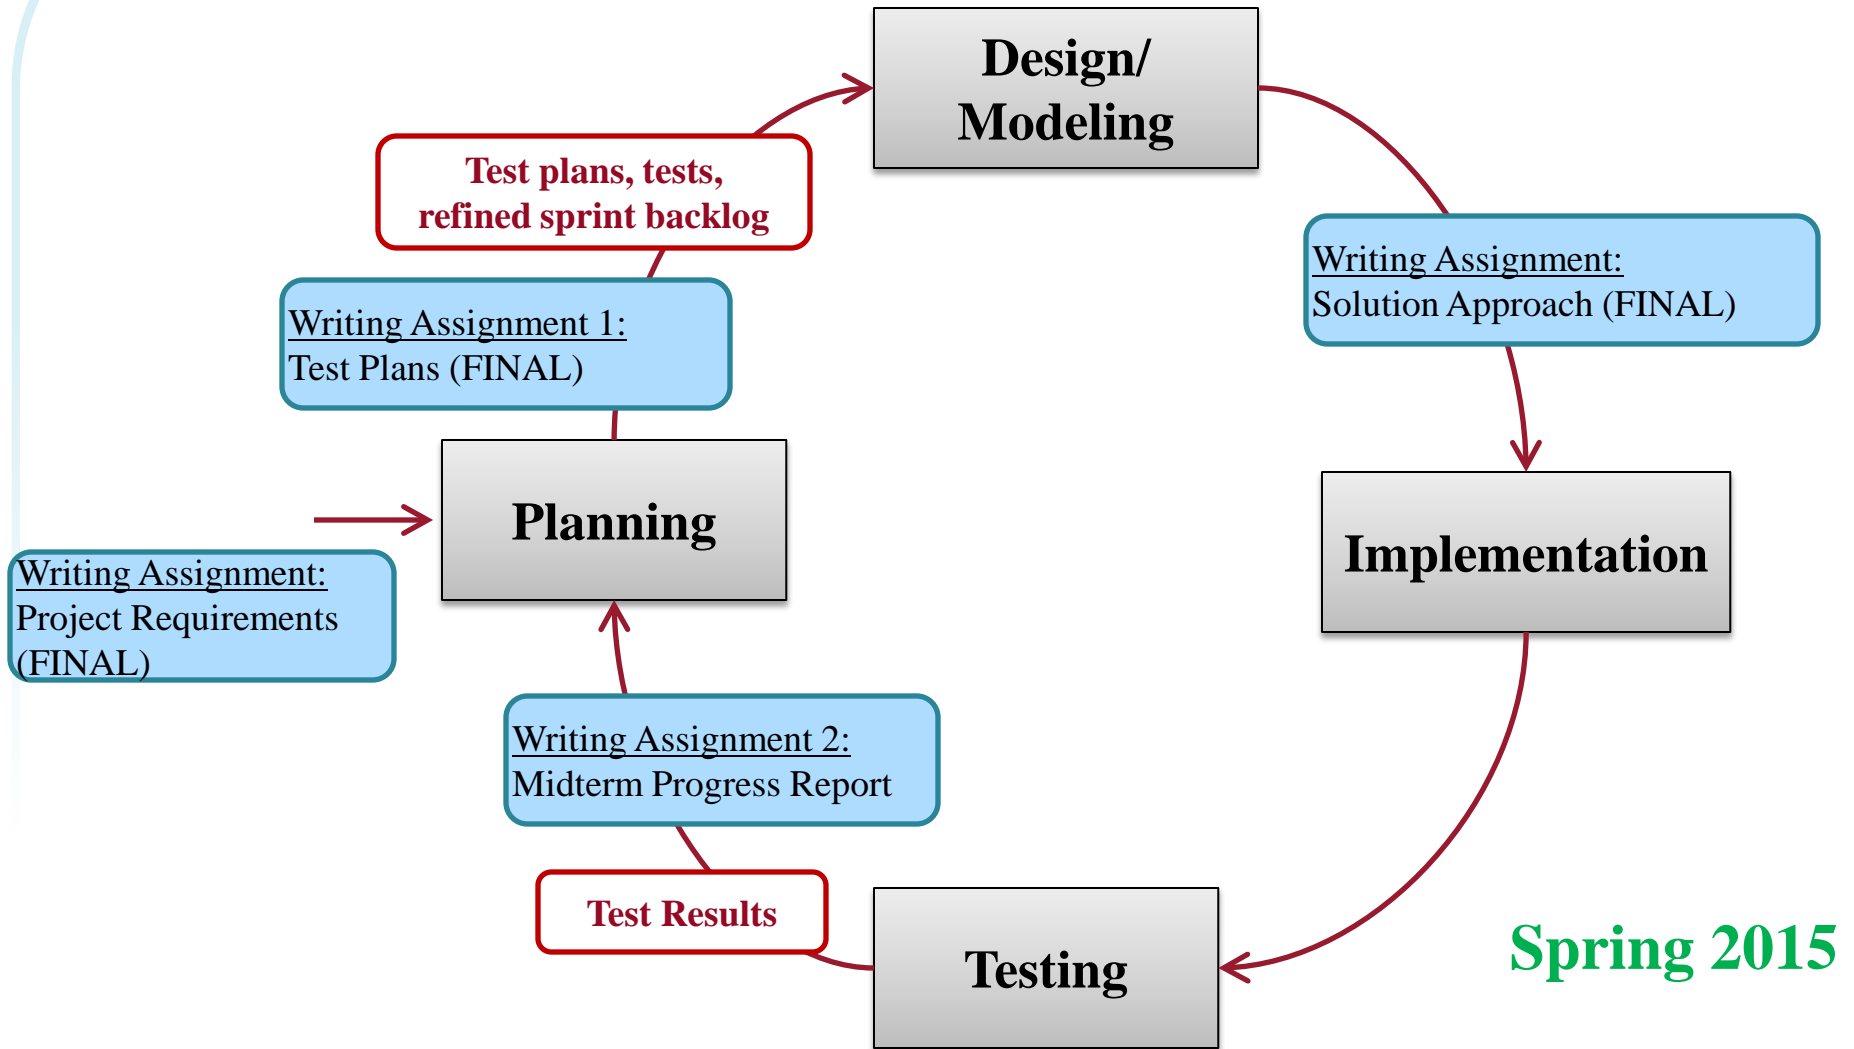 Design/
Modeling
Test plans, tests,
refined sprint backlog
Writing Assignment:
Solution Approach (FINAL)
Writing Assignment 1:
Test Plans (FINAL)
Planning
Implementation
Writing Assignment:
Project Requirements
(FINAL)
Writing Assignment 2:
Midterm Progress Report
Test Results
Testing
Spring 2015